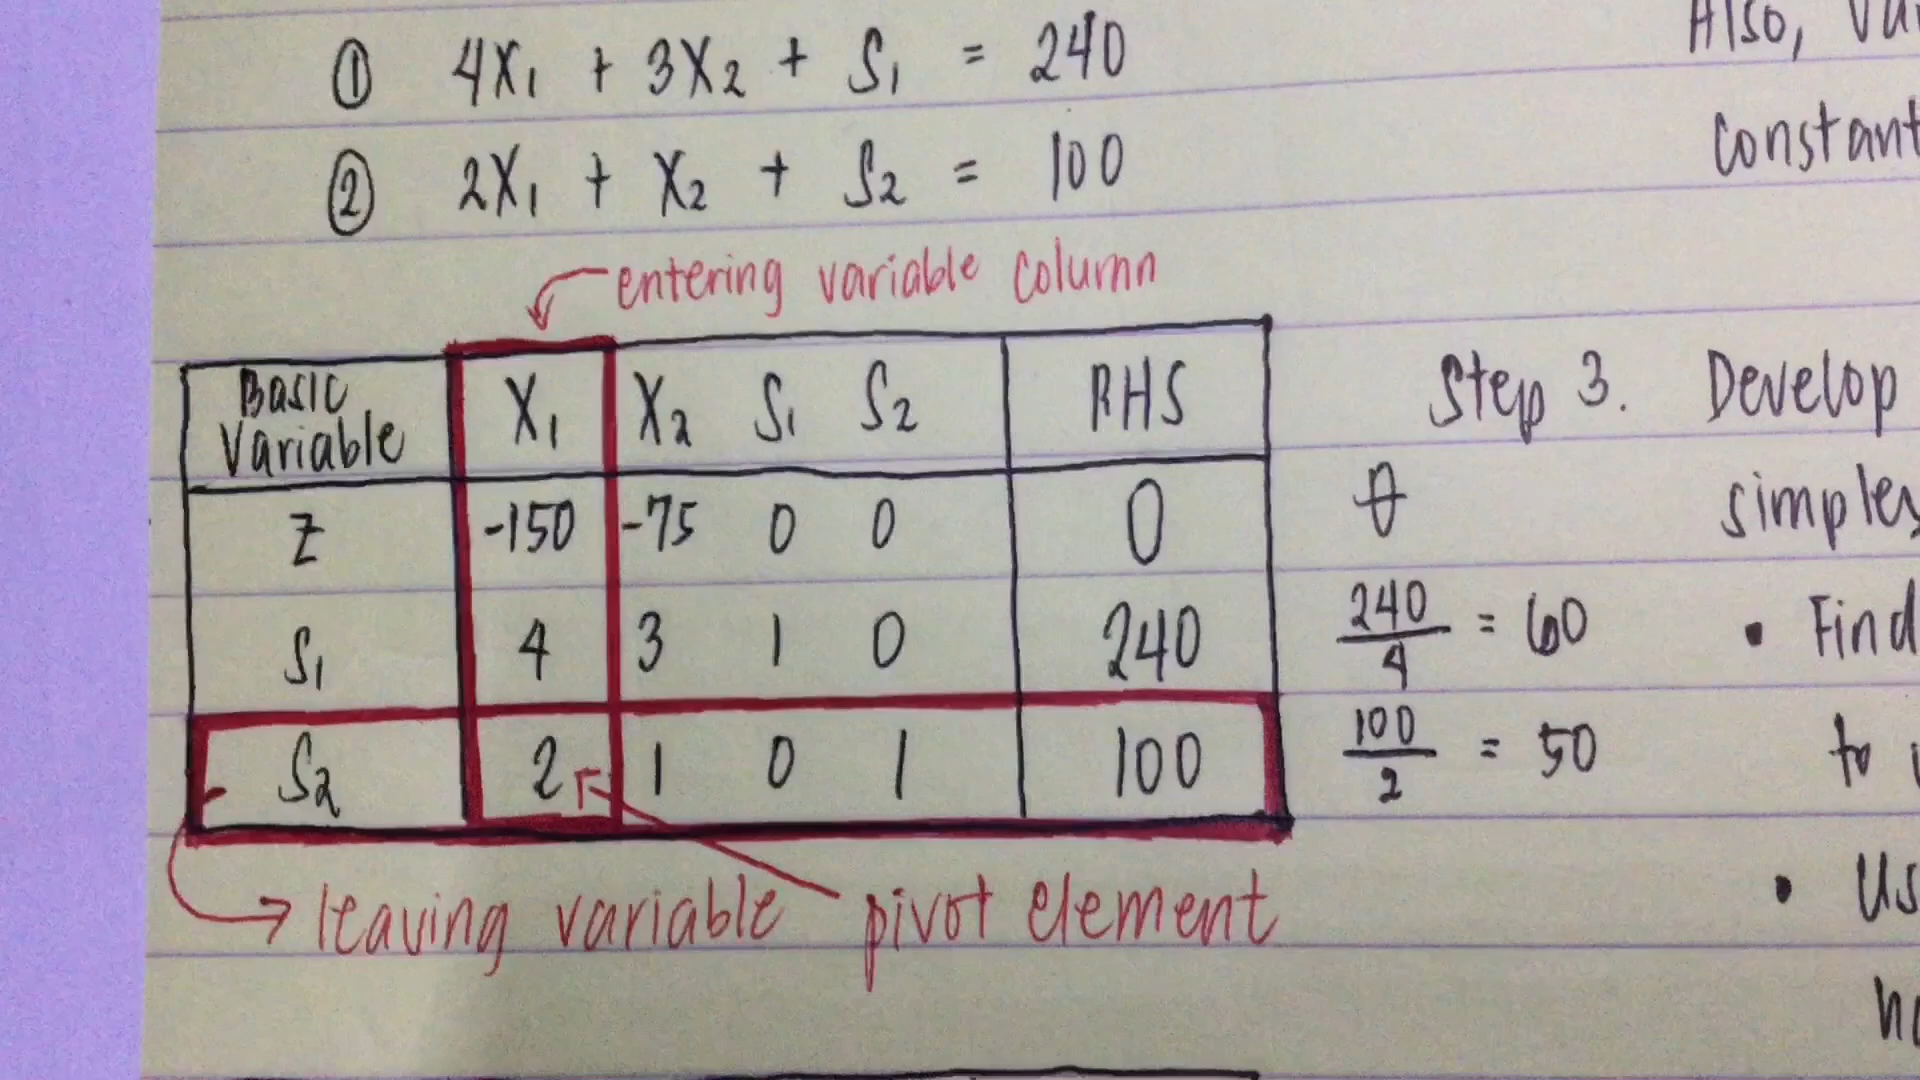 Also,
① 4X₁ + 3X₂ + S₁ = 240
constant
② 2X₁ + X₂ + S₂ = 100
entering variable column
Basic Variable X₁ X₂ S₁ S₂ RHS
Step 3. Develop
Z -150 -75 0 0 0 θ
S₁ 4 3 1 0 240 240/4 = 60
• Find
S₂ 2 1 0 1 100 100/2 = 50
to
leaving variable pivot element